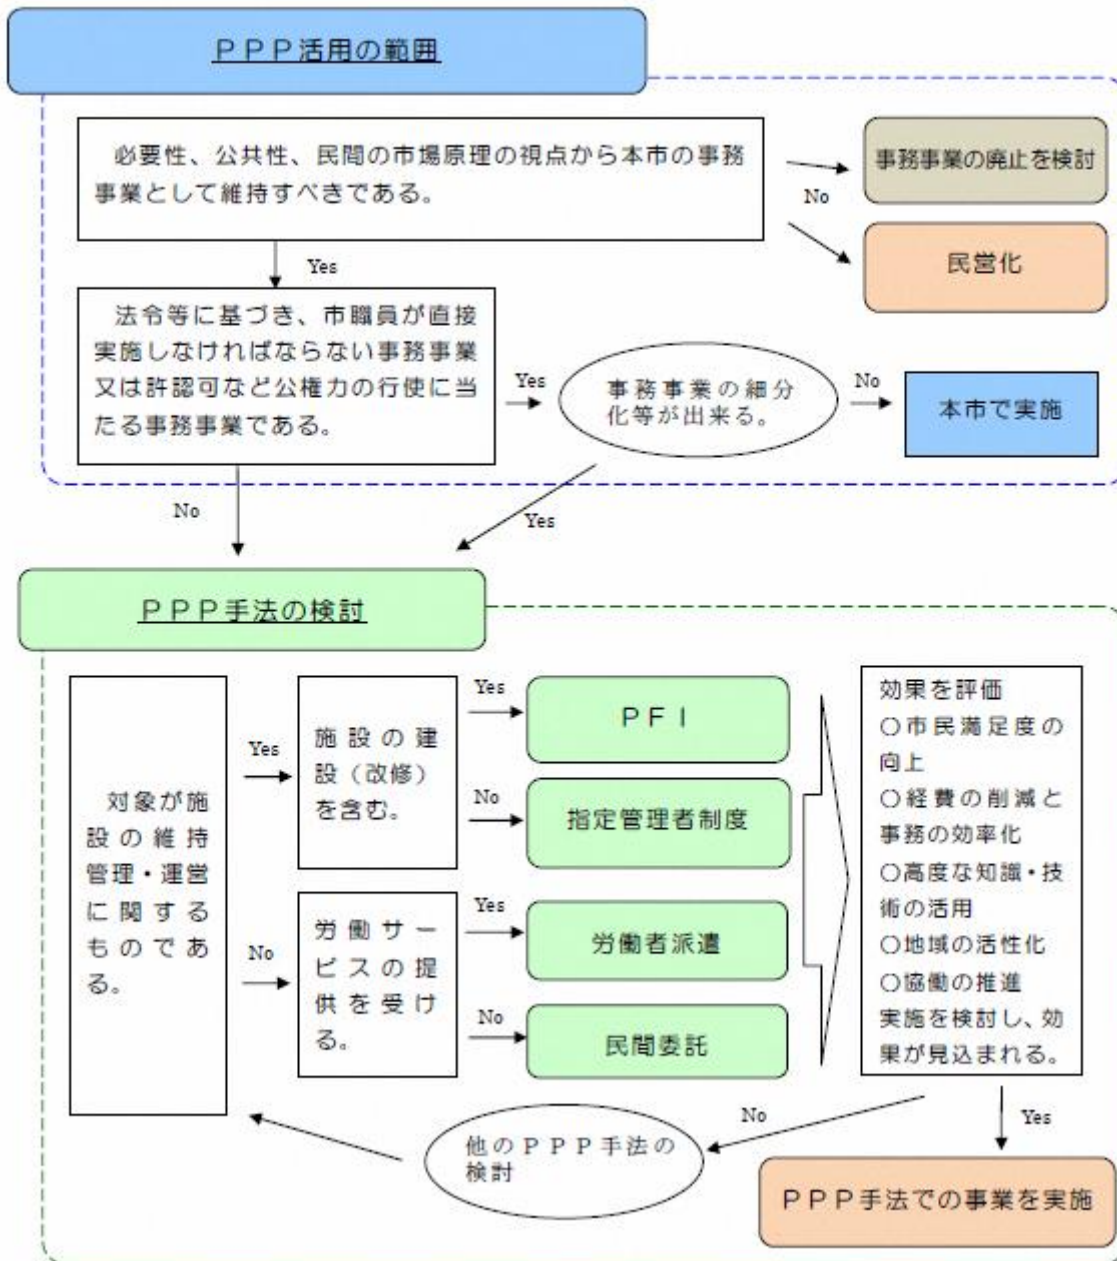 ＰＰＰ活用の範囲
必要性、公共性、民間の市場原理の視点から本市の事務
事業として維持すべきである。
事務事業の廃止を検討
No
民営化
Yes
法令等に基づき、市職員が直接
実施しなければならない事務事業
又は許認可など公権力の行使に当
たる事務事業である。
Yes
事務事業の細分
化等が出来る。
No
本市で実施
No
Yes
ＰＰＰ手法の検討
対象が施
設の維持
管理・運営
に関する
ものであ
る。
Yes
施設の建
設（改修）
を含む。
Yes
ＰＦＩ
No
指定管理者制度
No
労働サー
ビスの提
供を受け
る。
Yes
労働者派遣
No
民間委託
効果を評価
○市民満足度の
向上
○経費の削減と
事務の効率化
○高度な知識・技
術の活用
○地域の活性化
○協働の推進
実施を検討し、効
果が見込まれる。
No
Yes
他のＰＰＰ手法の
検討
ＰＰＰ手法での事業を実施